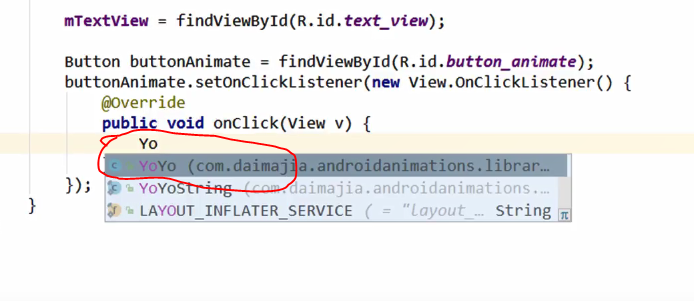 mTextView = findViewById(R.id.text_view);
Button buttonAnimate = findViewById(R.id.button_animate);
buttonAnimate.setOnClickListener(new View.OnClickListener() {
@Override
public void onClick(View v) {
Yo
YoYo (com.daimajia.androidanimations.librar...
YoYoString (com.daimajia.androidanimations....
LAYOUT_INFLATER_SERVICE ( = "layout_... String π
});
}